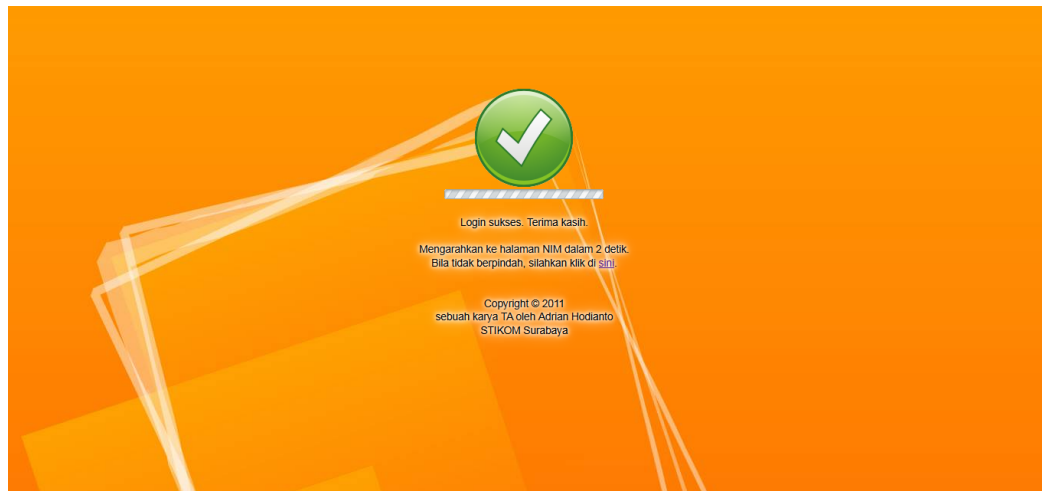 Login sukses. Terima kasih.
Mengarahkan ke halaman NIM dalam 2 detik.
Bila tidak berpindah, silahkan klik di sini.
Copyright © 2011
sebuah karya TA oleh Adrian Hodianto
STIKOM Surabaya